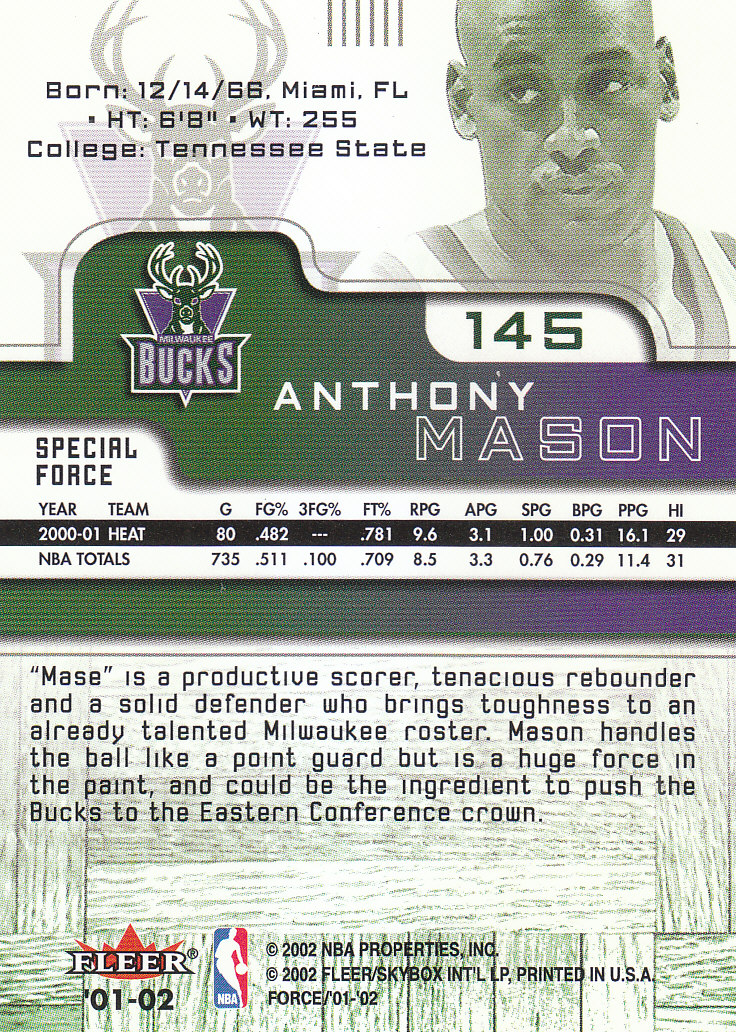 Born: 12/14/66, Miami, FL
▪ HT: 6'8" ▪ WT: 255
College: Tennessee State
MILWAUKEE
BUCKS
145
ANTHONY
MASON
SPECIAL
FORCE
YEAR TEAM G FG% 3FG% FT% RPG APG SPG BPG PPG HI
2000-01 HEAT 80 .482 --- .781 9.6 3.1 1.00 0.31 16.1 29
NBA TOTALS 735 .511 .100 .709 8.5 3.3 0.76 0.29 11.4 31
“Mase” is a productive scorer, tenacious rebounder
and a solid defender who brings toughness to an
already talented Milwaukee roster. Mason handles
the ball like a point guard but is a huge force in
the paint, and could be the ingredient to push the
Bucks to the Eastern Conference crown.
FLEER®
'01-02
NBA
© 2002 NBA PROPERTIES, INC.
© 2002 FLEER/SKYBOX INT'L LP, PRINTED IN U.S.A.
FORCE/'01-'02